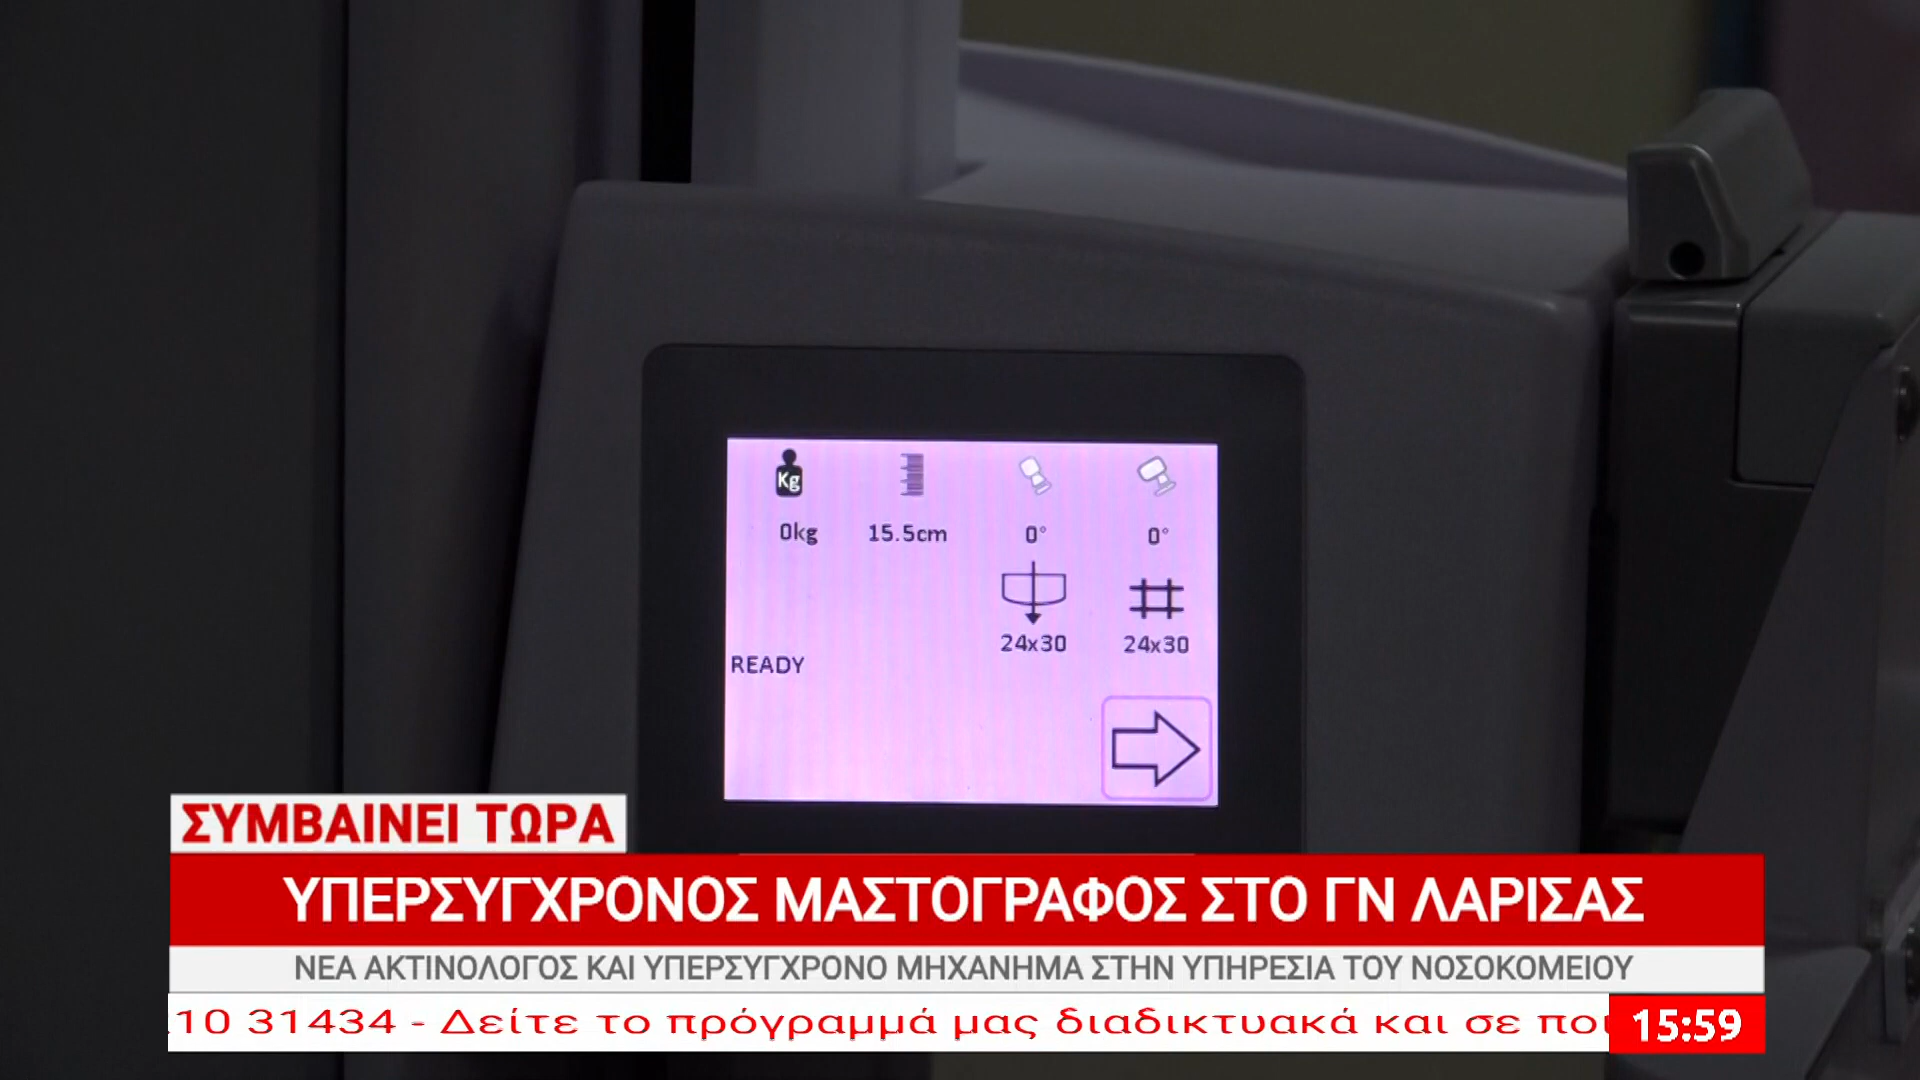 Kg
0kg 15.5cm 0° 0°
24x30 24x30
READY
ΣΥΜΒΑΙΝΕΙ ΤΩΡΑ
ΥΠΕΡΣΥΓΧΡΟΝΟΣ ΜΑΣΤΟΓΡΑΦΟΣ ΣΤΟ ΓΝ ΛΑΡΙΣΑΣ
ΝΕΑ ΑΚΤΙΝΟΛΟΓΟΣ ΚΑΙ ΥΠΕΡΣΥΓΧΡΟΝΟ ΜΗΧΑΝΗΜΑ ΣΤΗΝ ΥΠΗΡΕΣΙΑ ΤΟΥ ΝΟΣΟΚΟΜΕΙΟΥ
10 31434 - Δείτε το πρόγραμμά μας διαδικτυακά και σε 15:59